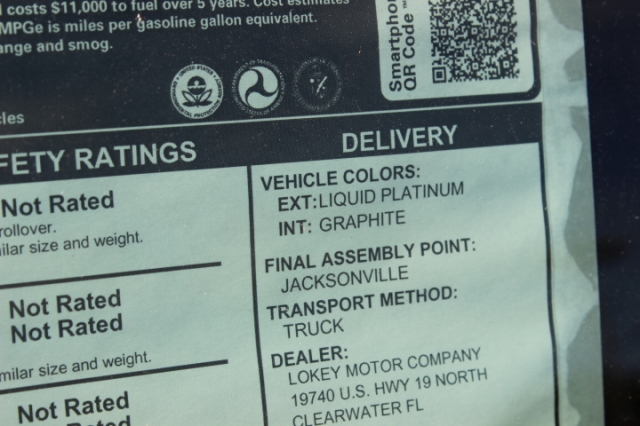 costs $11,000 to fuel over 5 years. Cost estimates
MPGe is miles per gasoline gallon equivalent.
ange and smog.
Smartphon
QR Code™
cles
FETY RATINGS
Not Rated
rollover.
milar size and weight.
Not Rated
Not Rated
milar size and weight.
Not Rated
DELIVERY
VEHICLE COLORS:
EXT:LIQUID PLATINUM
INT: GRAPHITE
FINAL ASSEMBLY POINT:
JACKSONVILLE
TRANSPORT METHOD:
TRUCK
DEALER:
LOKEY MOTOR COMPANY
19740 U.S. HWY 19 NORTH
CLEARWATER FL